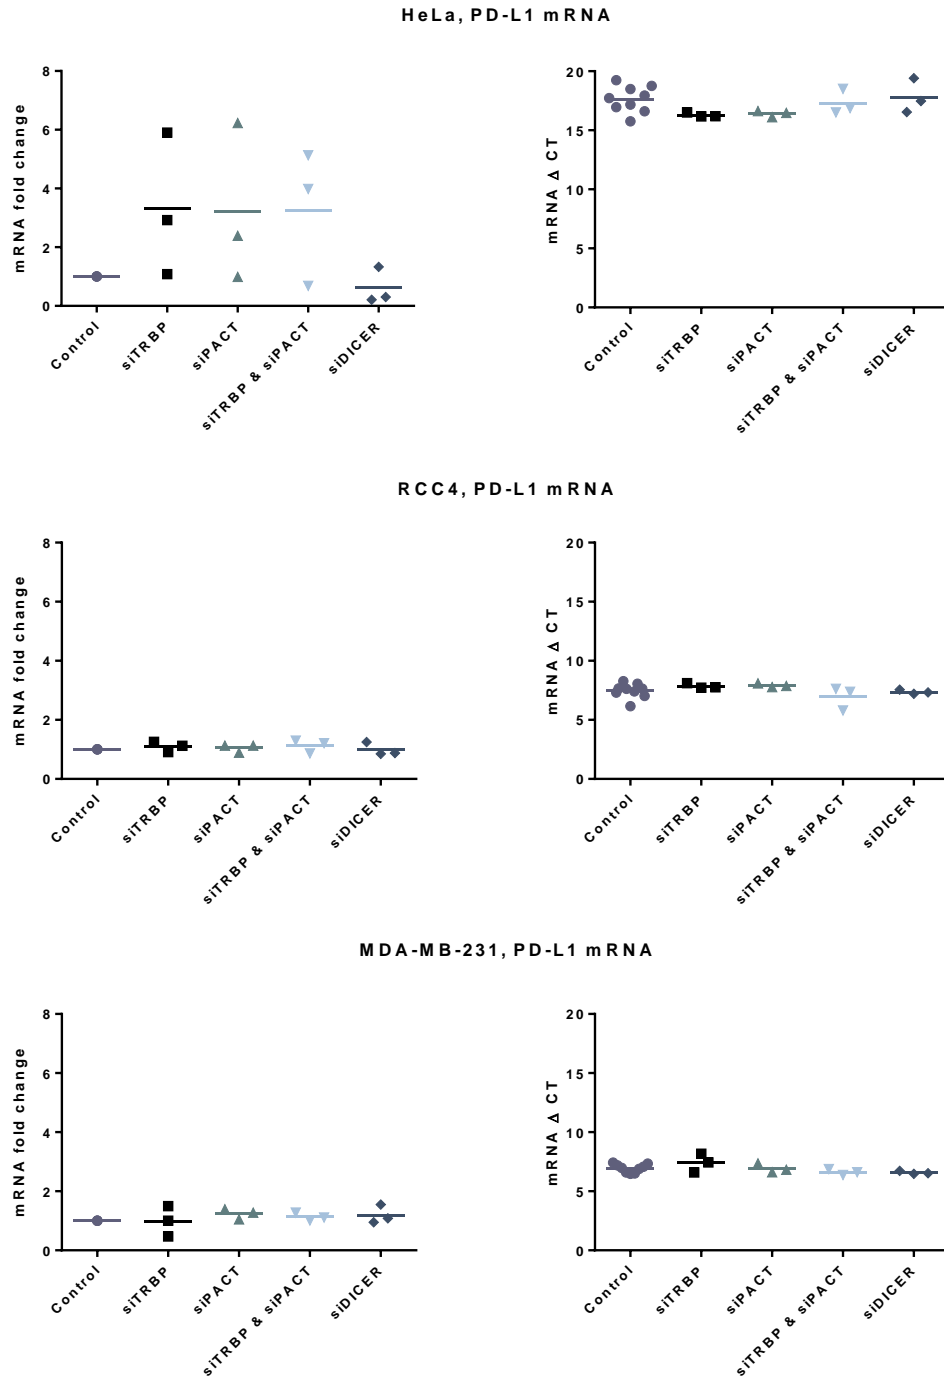 HeLa, PD-L1 mRNA
mRNA fold change
8
6
4
2
0
Control
siTRBP
siPACT
siTRBP & siPACT
siDICER
mRNA Δ CT
20
15
10
5
0
Control
siTRBP
siPACT
siTRBP & siPACT
siDICER
RCC4, PD-L1 mRNA
mRNA fold change
8
6
4
2
0
Control
siTRBP
siPACT
siTRBP & siPACT
siDICER
mRNA Δ CT
20
15
10
5
0
Control
siTRBP
siPACT
siTRBP & siPACT
siDICER
MDA-MB-231, PD-L1 mRNA
mRNA fold change
8
6
4
2
0
Control
siTRBP
siPACT
siTRBP & siPACT
siDICER
mRNA Δ CT
20
15
10
5
0
Control
siTRBP
siPACT
siTRBP & siPACT
siDICER